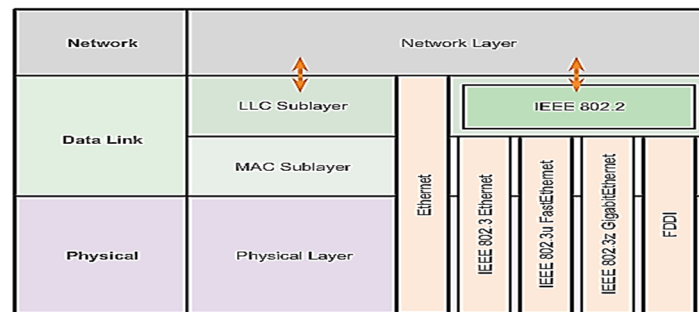 Network
Network Layer
Data Link
LLC Sublayer
MAC Sublayer
Ethernet
IEEE 802.2
IEEE 802.3 Ethernet
IEEE 802.3u FastEthernet
IEEE 802.3z GigabitEthernet
FDDI
Physical
Physical Layer